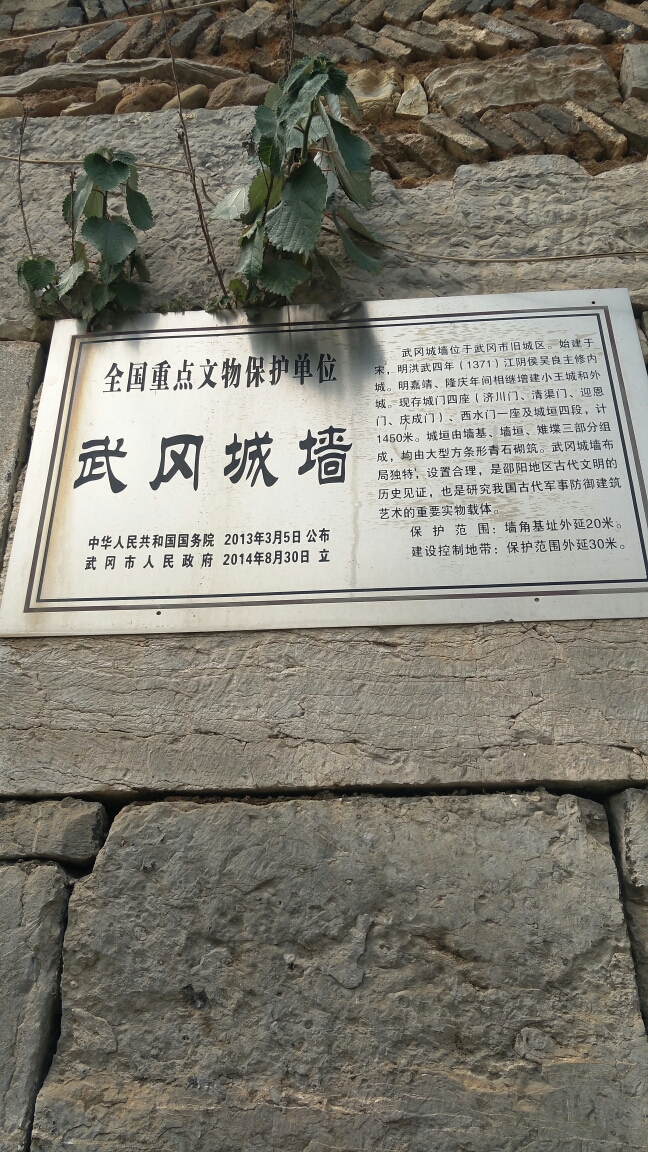 全国重点文物保护单位
武冈城墙
中华人民共和国国务院 2013年3月5日 公布
武冈市人民政府 2014年8月30日 立
武冈城墙位于武冈市旧城区。始建于
宋，明洪武四年（1371）江阴侯吴良主修内
城。明嘉靖、隆庆年间相继增建小王城和外
城。现存城门四座（济川门、清渠门、迎恩
门、庆成门）、西水门一座及城垣四段，计
1450米。城垣由墙基、墙垣、雉堞三部分组
成，均由大型方条形青石砌筑。武冈城墙布
局独特，设置合理，是邵阳地区古代文明的
历史见证，也是研究我国古代军事防御建筑
艺术的重要实物载体。
保护范围：墙角基址外延20米。
建设控制地带：保护范围外延30米。